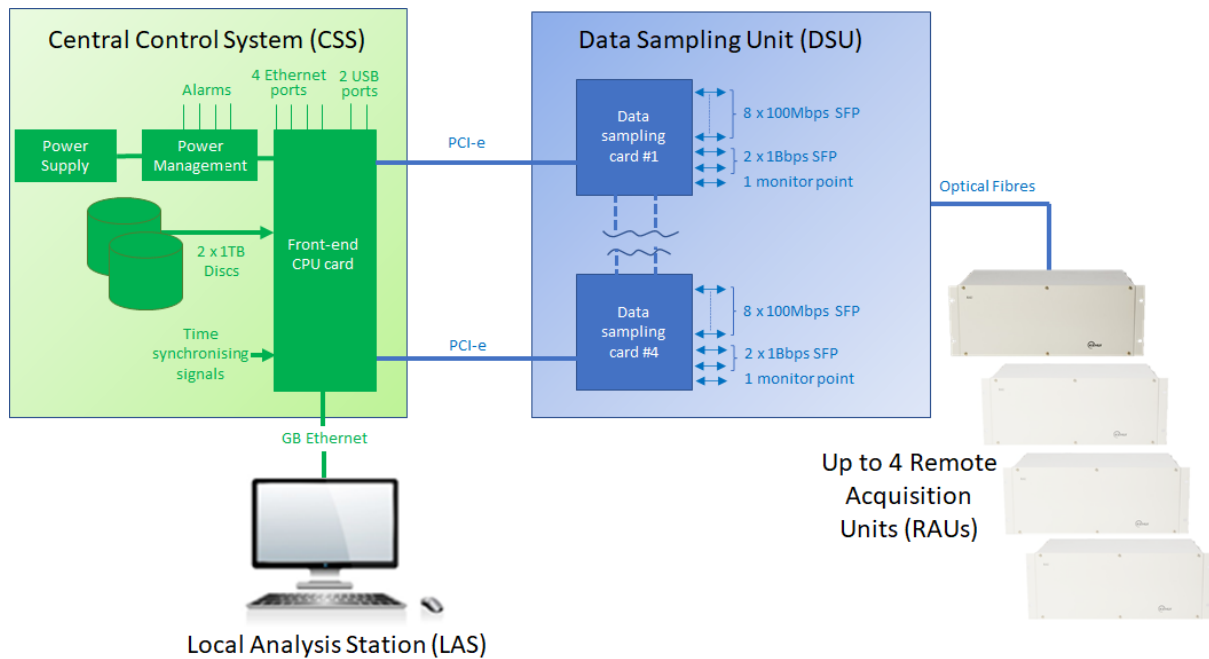 Central Control System (CSS)
Data Sampling Unit (DSU)
Alarms
4 Ethernet
ports
2 USB
ports
Power
Supply
Power
Management
2 x 1TB
Discs
Front-end
CPU card
Time
synchronising
signals
PCI-e
PCI-e
Data
sampling
card #1
8 x 100Mbps SFP
2 x 1Bbps SFP
1 monitor point
Data
sampling
card #4
8 x 100Mbps SFP
2 x 1Bbps SFP
1 monitor point
Optical Fibres
GB Ethernet
Up to 4 Remote
Acquisition
Units (RAUs)
Local Analysis Station (LAS)